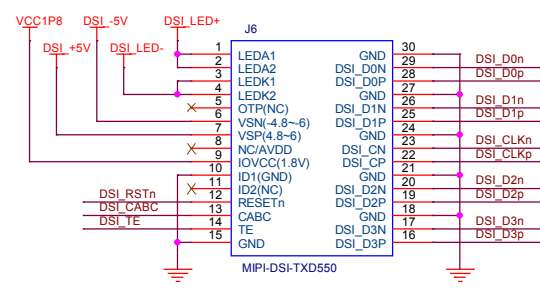 VCC1P8 DSI_-5V DSI_LED+
DSI_+5V DSI_LED-
J6
1 LEDA1 GND 30
2 LEDA2 DSI_D0N 29 DSI_D0n
3 LEDK1 DSI_D0P 28 DSI_D0p
4 LEDK2 GND 27
5 OTP(NC) DSI_D1N 26 DSI_D1n
6 VSN(-4.8~-6) DSI_D1P 25 DSI_D1p
7 VSP(4.8~6) GND 24
8 NC/AVDD DSI_CN 23 DSI_CLKn
9 IOVCC(1.8V) DSI_CP 22 DSI_CLKp
10 ID1(GND) GND 21
11 ID2(NC) DSI_D2N 20 DSI_D2n
DSI_RSTn 12 RESETn DSI_D2P 19 DSI_D2p
DSI_CABC 13 CABC GND 18
DSI_TE 14 TE DSI_D3N 17 DSI_D3n
15 GND DSI_D3P 16 DSI_D3p
MIPI-DSI-TXD550